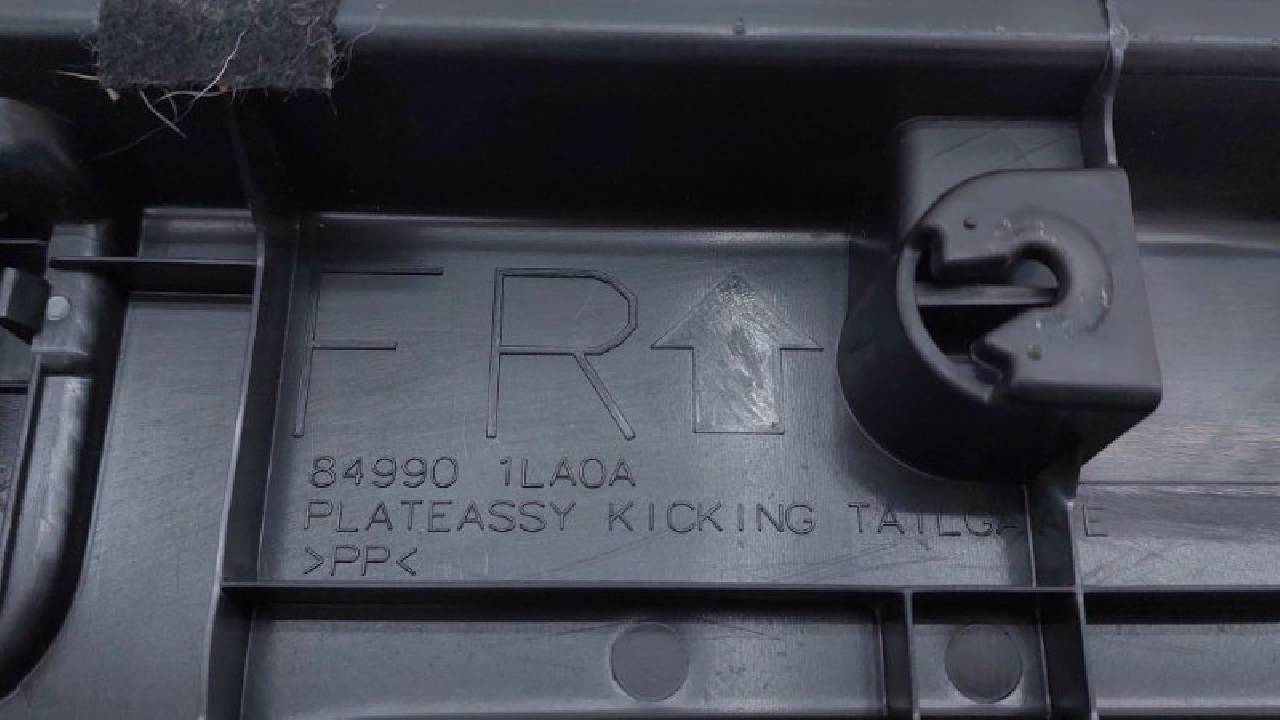 FR
84990 1LA0A
PLATEASSY KICKING TAILGATE
>PP<